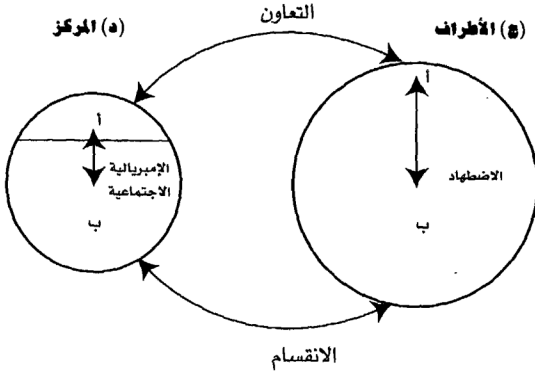 التعاون
(ج) الأطراف
(د) المركز
أ
أ
الإمبريالية
الاجتماعية
الاضطهاد
ب
ب
الانقسام